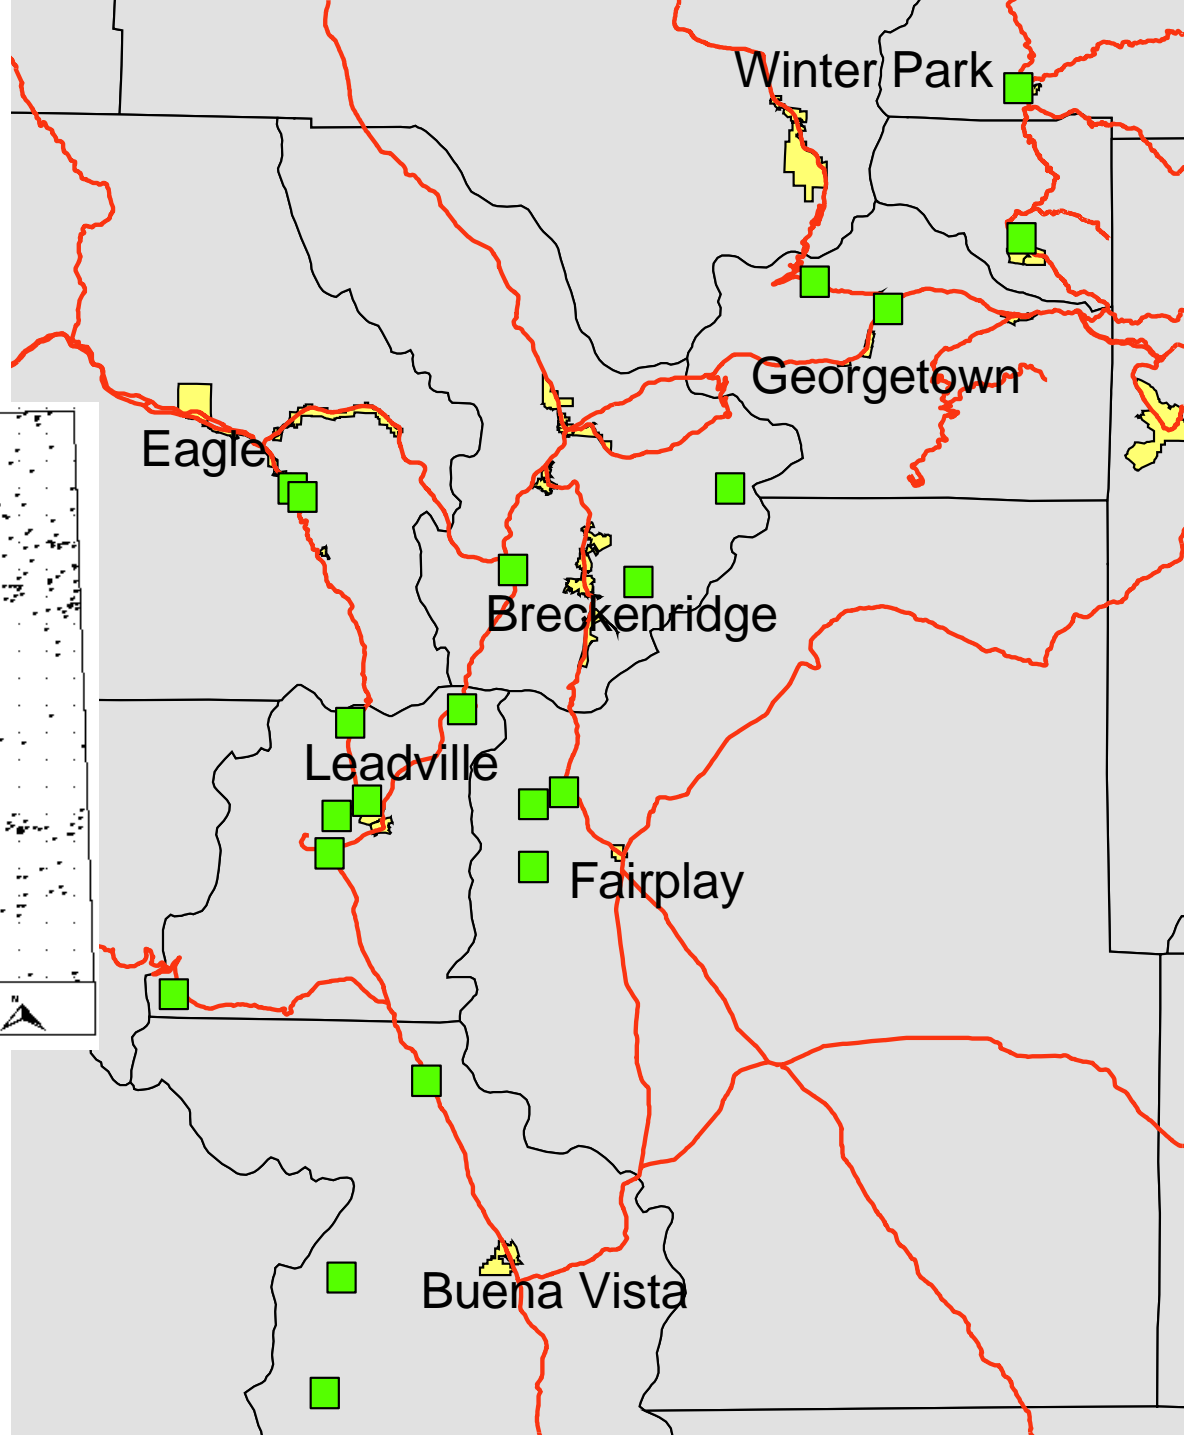 Winter Park
Georgetown
Eagle
Breckenridge
Leadville
Fairplay
N
Buena Vista